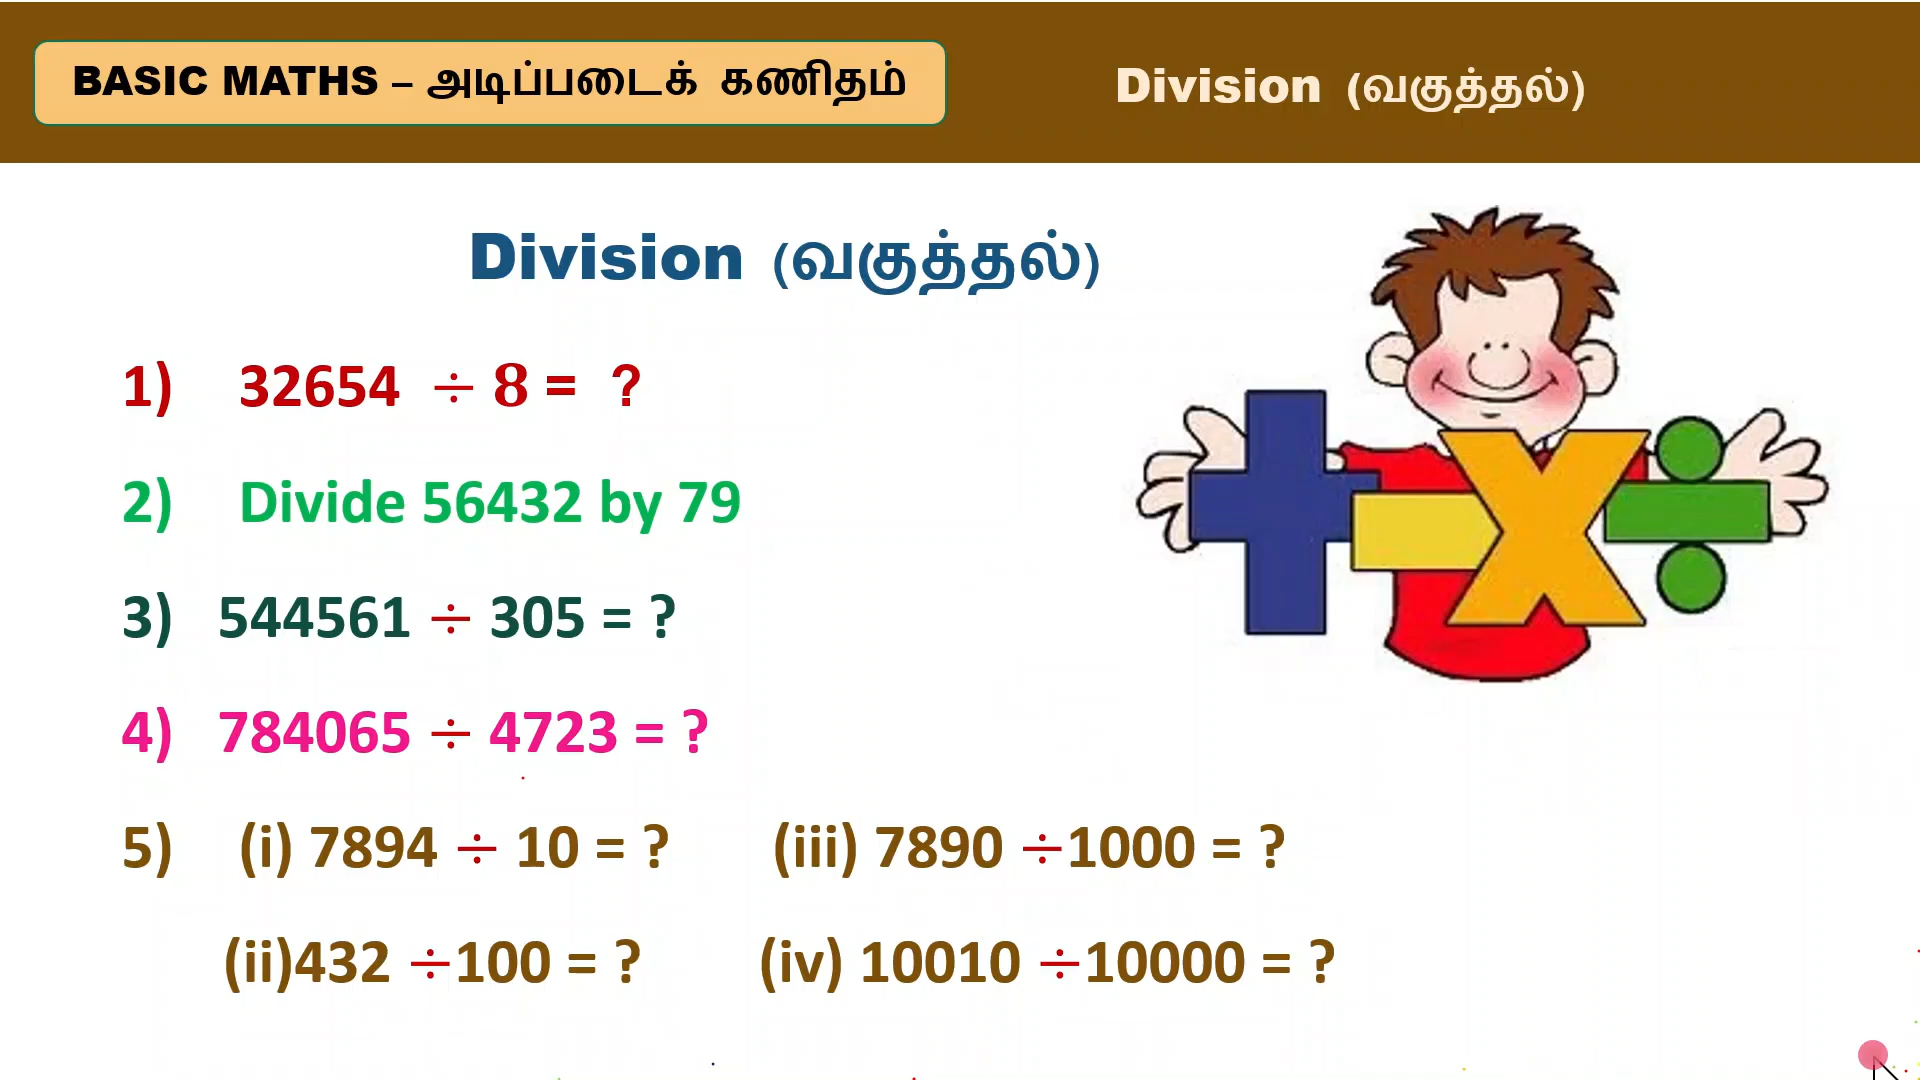 BASIC MATHS – அடிப்படைக் கணிதம்
Division (வகுத்தல்)
Division (வகுத்தல்)
1) 32654 ÷ 8 = ?
2) Divide 56432 by 79
3) 544561 ÷ 305 = ?
4) 784065 ÷ 4723 = ?
5) (i) 7894 ÷ 10 = ? (iii) 7890 ÷1000 = ?
(ii)432 ÷100 = ? (iv) 10010 ÷10000 = ?